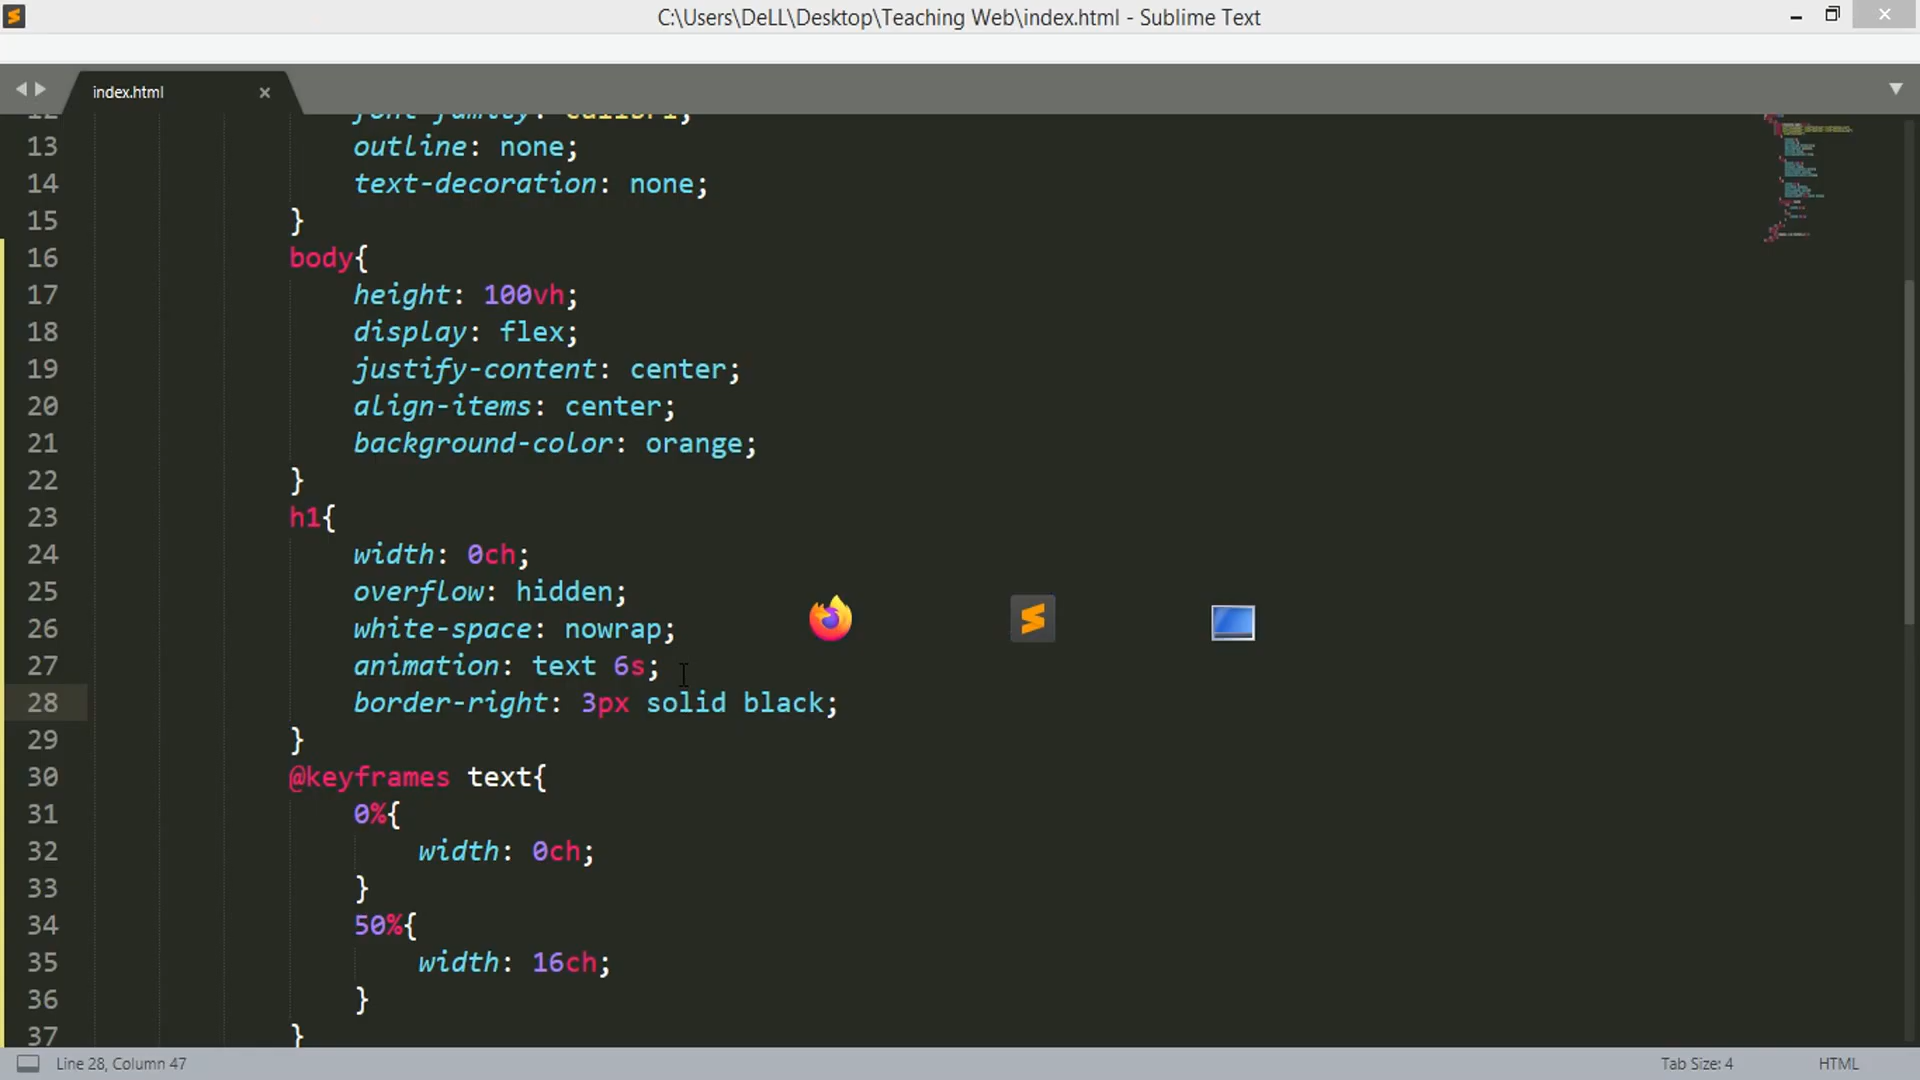 C:\Users\DeLL\Desktop\Teaching Web\index.html - Sublime Text
index.html
12 font-family: calibri;
13 outline: none;
14 text-decoration: none;
15 }
16 body{
17 height: 100vh;
18 display: flex;
19 justify-content: center;
20 align-items: center;
21 background-color: orange;
22 }
23 h1{
24 width: 0ch;
25 overflow: hidden;
26 white-space: nowrap;
27 animation: text 6s;
28 border-right: 3px solid black;
29 }
30 @keyframes text{
31 0%{
32 width: 0ch;
33 }
34 50%{
35 width: 16ch;
36 }
37 }
Line 28, Column 47
Tab Size: 4
HTML